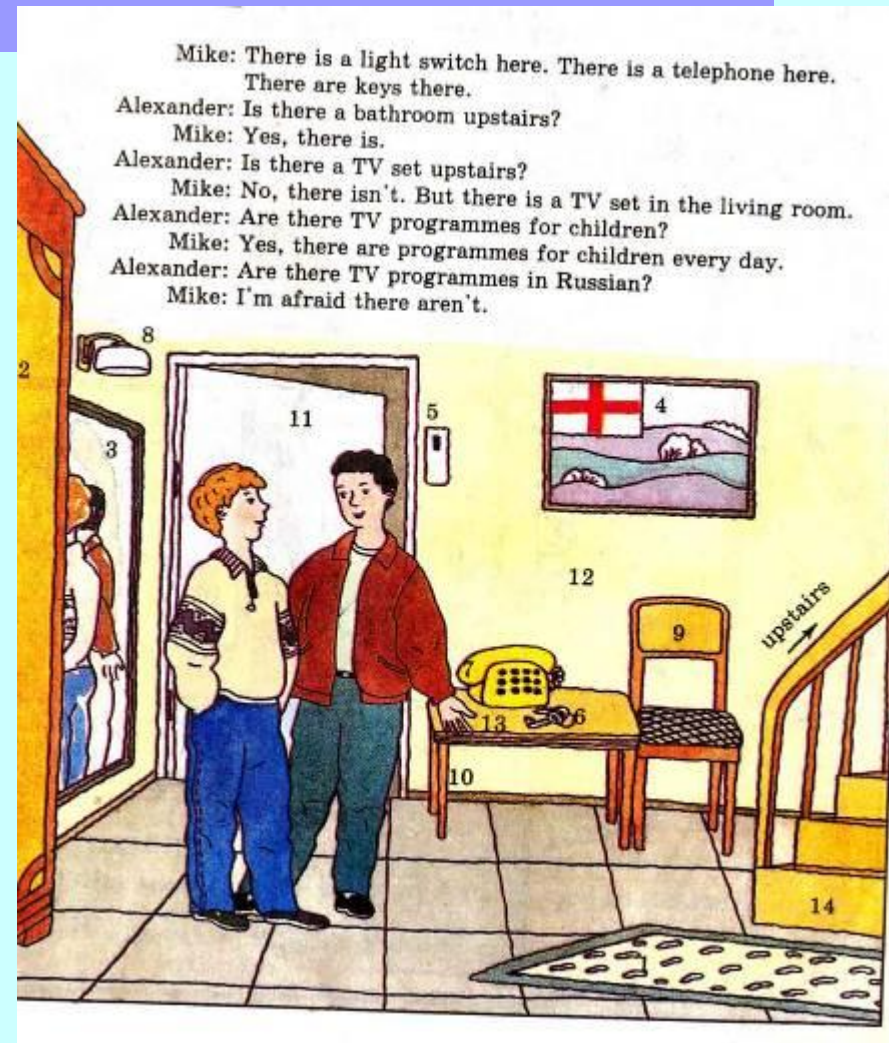 Mike: There is a light switch here. There is a telephone here.
There are keys there.
Alexander: Is there a bathroom upstairs?
Mike: Yes, there is.
Alexander: Is there a TV set upstairs?
Mike: No, there isn't. But there is a TV set in the living room.
Alexander: Are there TV programmes for children?
Mike: Yes, there are programmes for children every day.
Alexander: Are there TV programmes in Russian?
Mike: I'm afraid there aren't.
8
2
11
5
4
3
12
upstairs
9
7
13
6
10
14
1